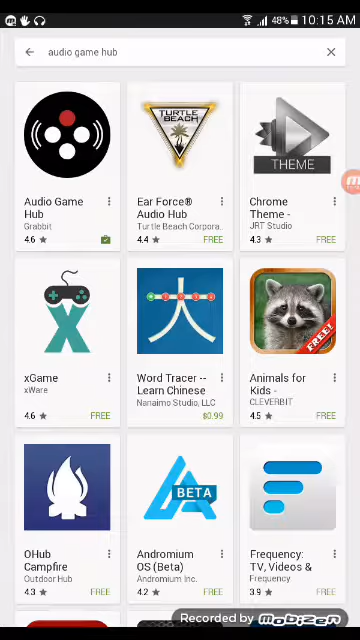 48% 10:15 AM
audio game hub
Audio Game Hub
Grabbit
4.6
TURTLE BEACH
Ear Force® Audio Hub
Turtle Beach Corpora..
4.4 FREE
THEME
Chrome Theme -
JRT Studio
4.3 FREE
xGame
xWare
4.6 FREE
Word Tracer -- Learn Chinese
Nanaimo Studio, LLC
$0.99
FREE!
Animals for Kids -
CLEVERBIT
4.5 FREE
OHub Campfire
Outdoor Hub
4.3 FREE
BETA
Andromium OS (Beta)
Andromium Inc.
4.2 FREE
Frequency: TV, Videos &
Frequency
3.9 FREE
Recorded by Mobizen